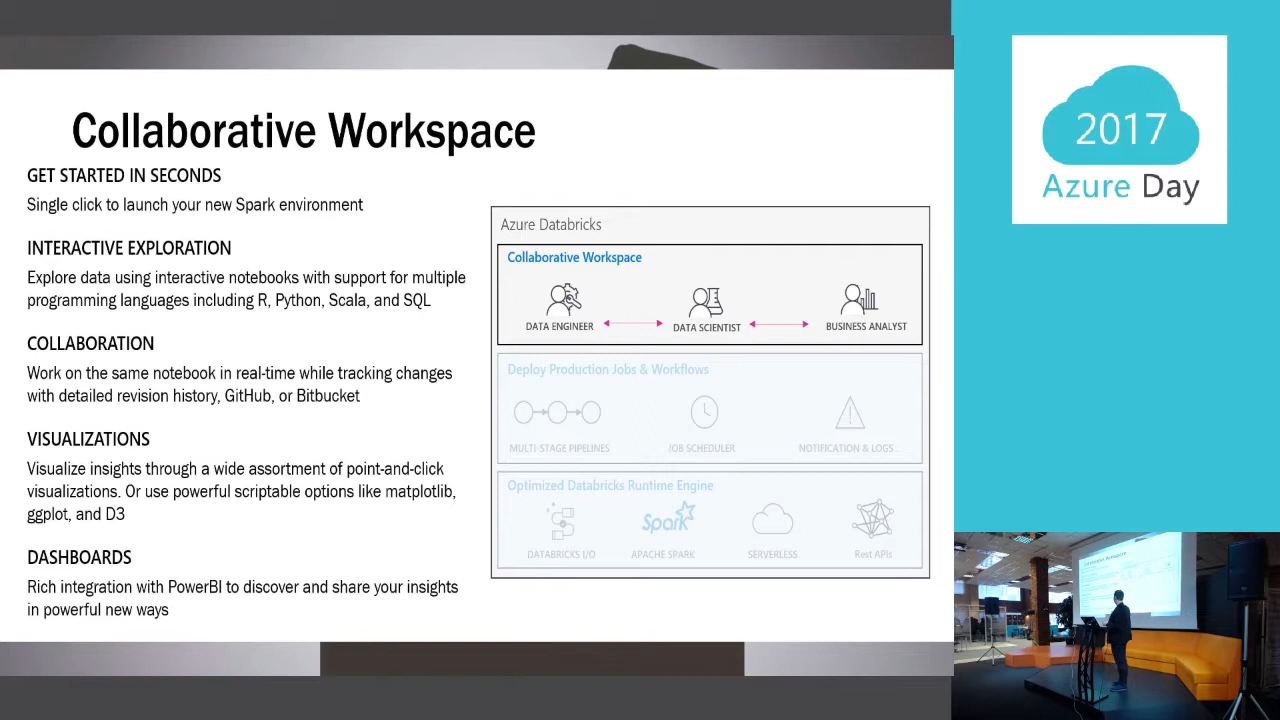 Collaborative Workspace
GET STARTED IN SECONDS
Single click to launch your new Spark environment
INTERACTIVE EXPLORATION
Explore data using interactive notebooks with support for multiple
programming languages including R, Python, Scala, and SQL
COLLABORATION
Work on the same notebook in real-time while tracking changes
with detailed revision history, GitHub, or Bitbucket
VISUALIZATIONS
Visualize insights through a wide assortment of point-and-click
visualizations. Or use powerful scriptable options like matplotlib,
ggplot, and D3
DASHBOARDS
Rich integration with PowerBI to discover and share your insights
in powerful new ways
Azure Databricks
Collaborative Workspace
DATA ENGINEER
DATA SCIENTIST
BUSINESS ANALYST
Deploy Production Jobs & Workflows
MULTI-STAGE PIPELINES
JOB SCHEDULER
NOTIFICATION & LOGS
Optimized Databricks Runtime Engine
Spark
DATABRICKS I/O
APACHE SPARK
SERVERLESS
Rest APIs
2017
Azure Day
Collaborative Workspace